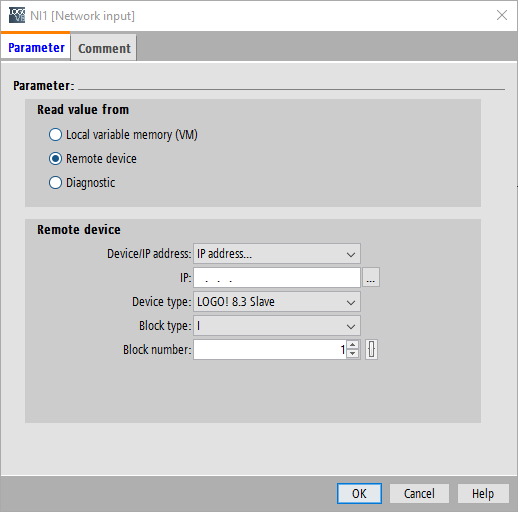 LOGO!
NI1 [Network input]
Parameter
Comment
Parameter:
Read value from
Local variable memory (VM)
Remote device
Diagnostic
Remote device
Device/IP address: IP address...
IP: . . . ...
Device type: LOGO! 8.3 Slave
Block type: I
Block number: 1
OK Cancel Help